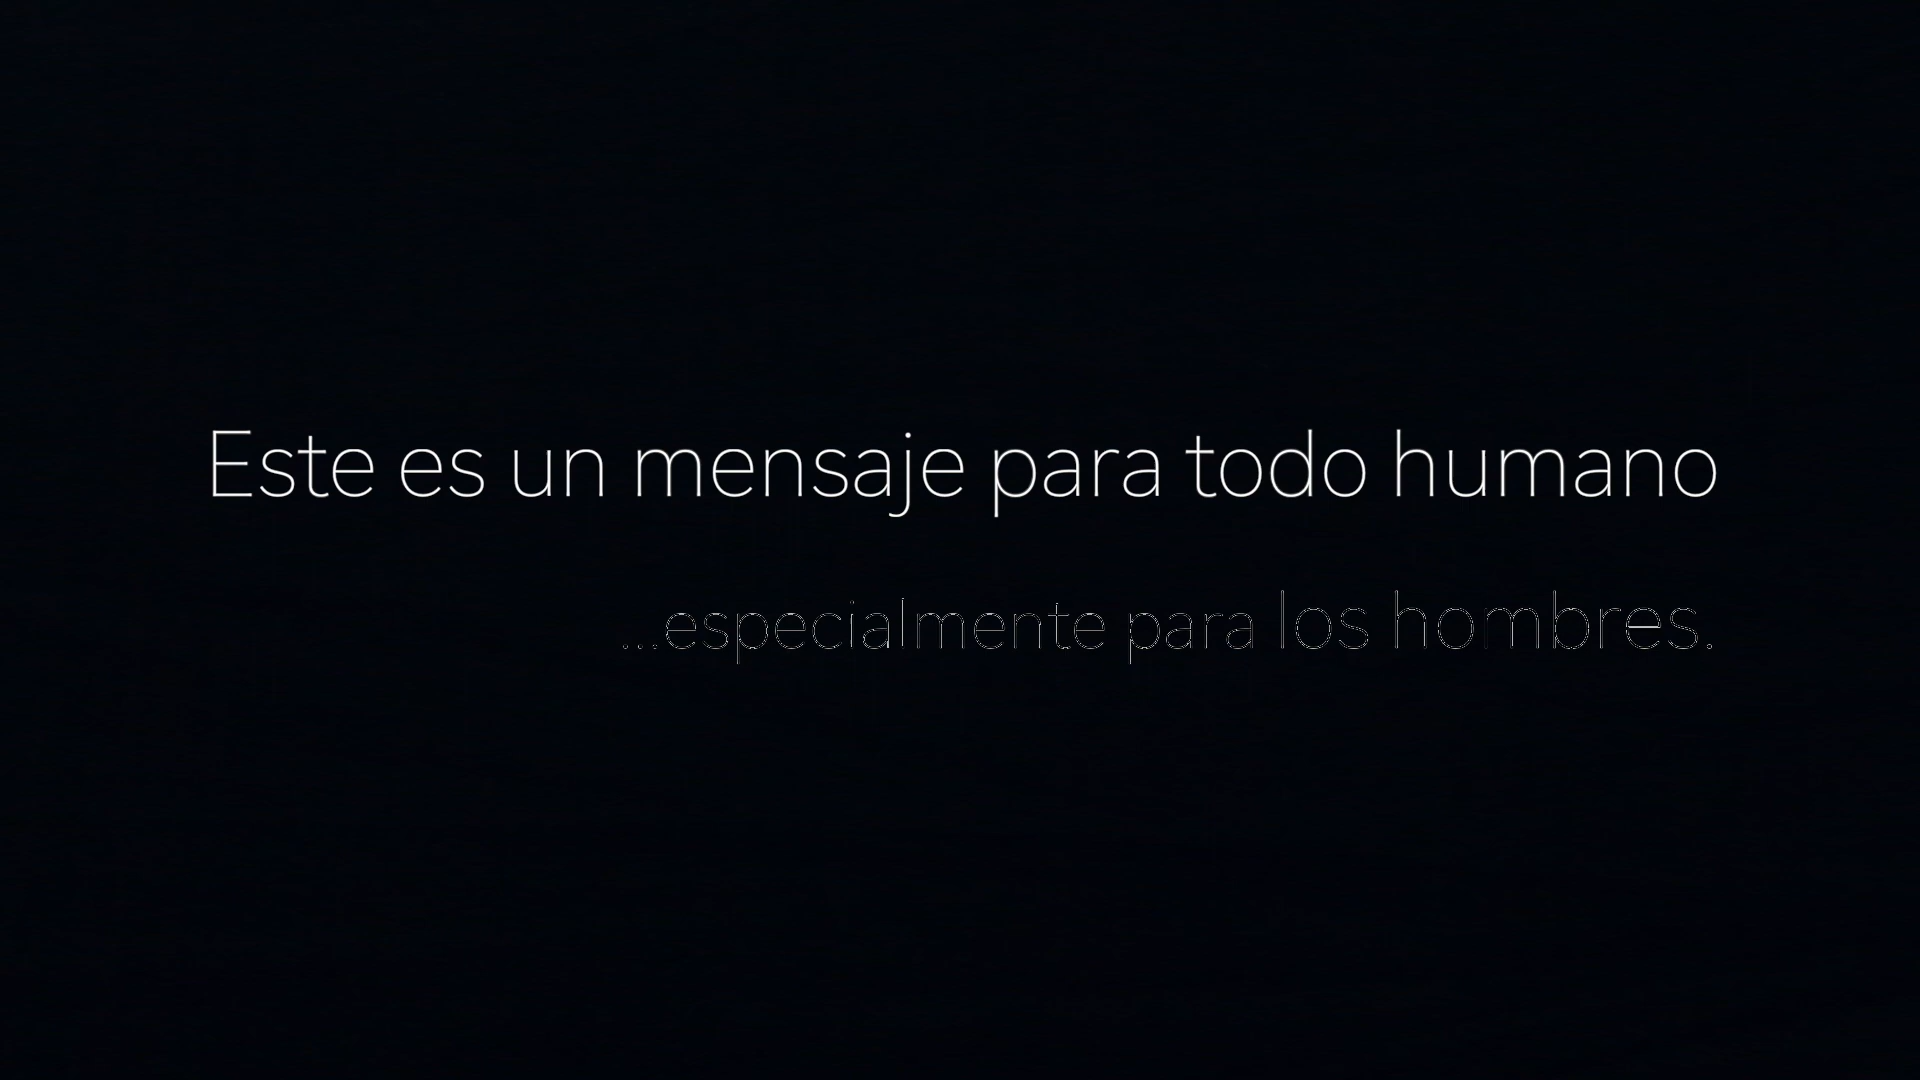 Este es un mensaje para todo humano
...especialmente para los hombres.